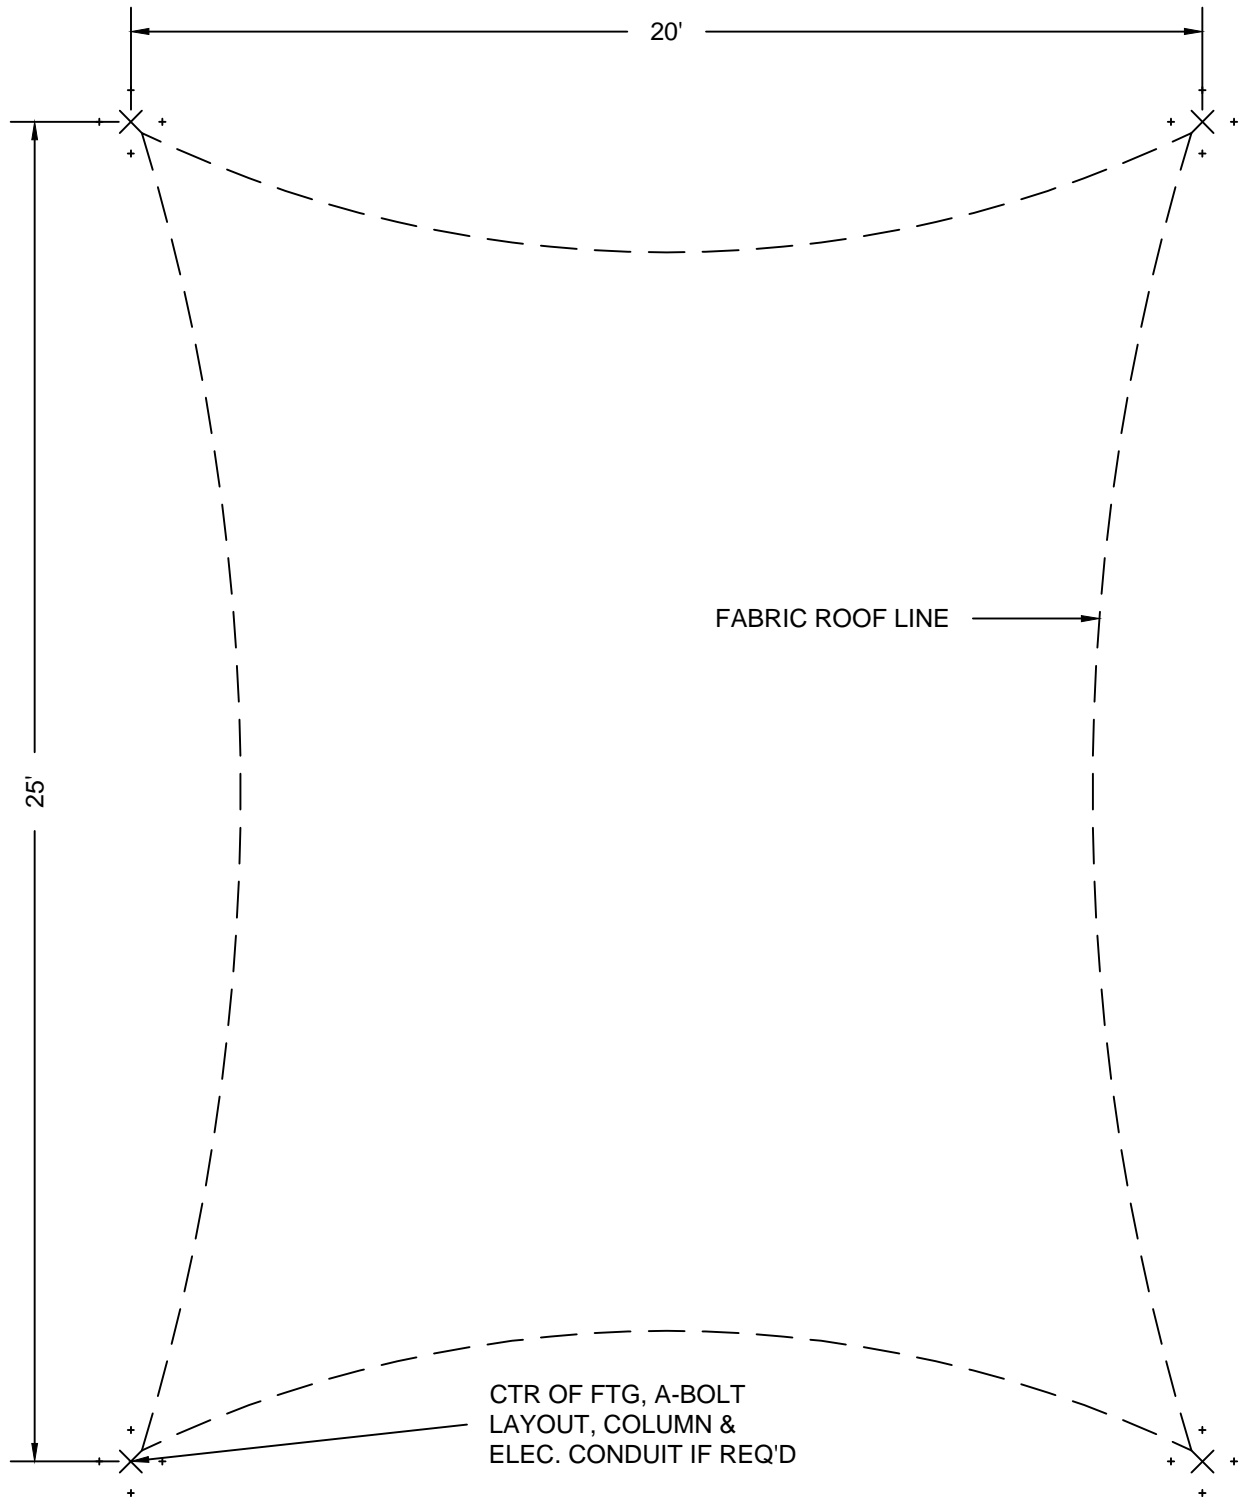 20'
25'
FABRIC ROOF LINE
CTR OF FTG, A-BOLT
LAYOUT, COLUMN &
ELEC. CONDUIT IF REQ'D